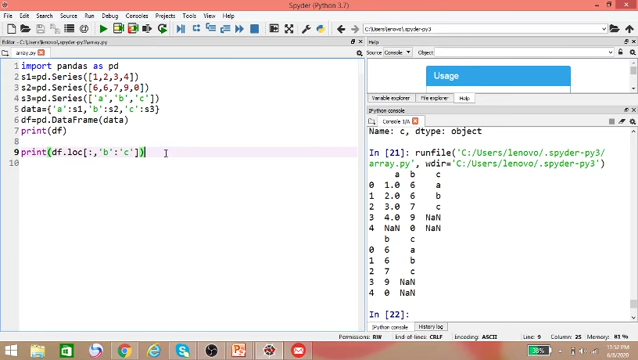 Spyder (Python 3.7)
File Edit Search Source Run Debug Consoles Projects Tools View Help
C:\Users\lenovo\.spyder-py3
Editor - C:\Users\lenovo\.spyder-py3\array.py
array.py
1 import pandas as pd
2 s1=pd.Series([1,2,3,4])
3 s2=pd.Series([6,6,7,9,0])
4 s3=pd.Series(['a','b','c'])
5 data={'a':s1,'b':s2,'c':s3}
6 df=pd.DataFrame(data)
7 print(df)
8
9 print(df.loc[:,'b':'c'])
10
Help
Source Console Object
Usage
Variable explorer File explorer Help
IPython console
Console 1/A
Name: c, dtype: object
In [21]: runfile('C:/Users/lenovo/.spyder-py3/
array.py', wdir='C:/Users/lenovo/.spyder-py3')
a b c
0 1.0 6 a
1 2.0 6 b
2 3.0 7 c
3 4.0 9 NaN
4 NaN 0 NaN
b c
0 6 a
1 6 b
2 7 c
3 9 NaN
4 0 NaN
In [22]:
IPython console History log
Permissions: RW End-of-lines: CRLF Encoding: ASCII Line: 9 Column: 25 Memory: 83 %
38%
11:52 PM
6/8/2020